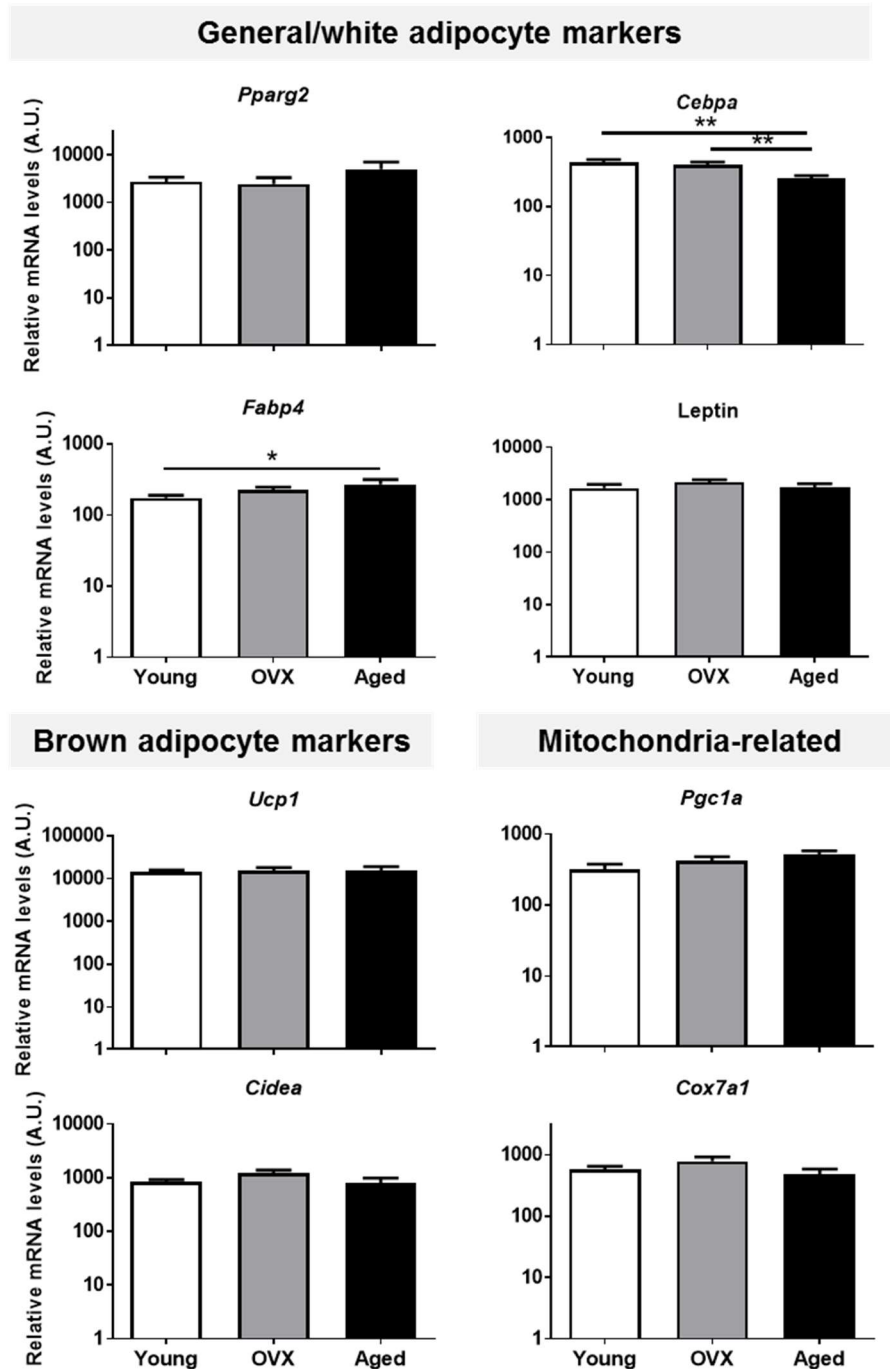 General/white adipocyte markers
Pparg2
Relative mRNA levels (A.U.)
10000
1000
100
10
1
Cebpa
**
**
1000
100
10
1
Fabp4
Relative mRNA levels (A.U.)
*
1000
100
10
1
Young OVX Aged
Leptin
10000
1000
100
10
1
Young OVX Aged
Brown adipocyte markers
Mitochondria-related
Ucp1
Relative mRNA levels (A.U.)
100000
10000
1000
100
10
1
Pgc1a
1000
100
10
1
Cidea
Relative mRNA levels (A.U.)
10000
1000
100
10
1
Young OVX Aged
Cox7a1
1000
100
10
1
Young OVX Aged